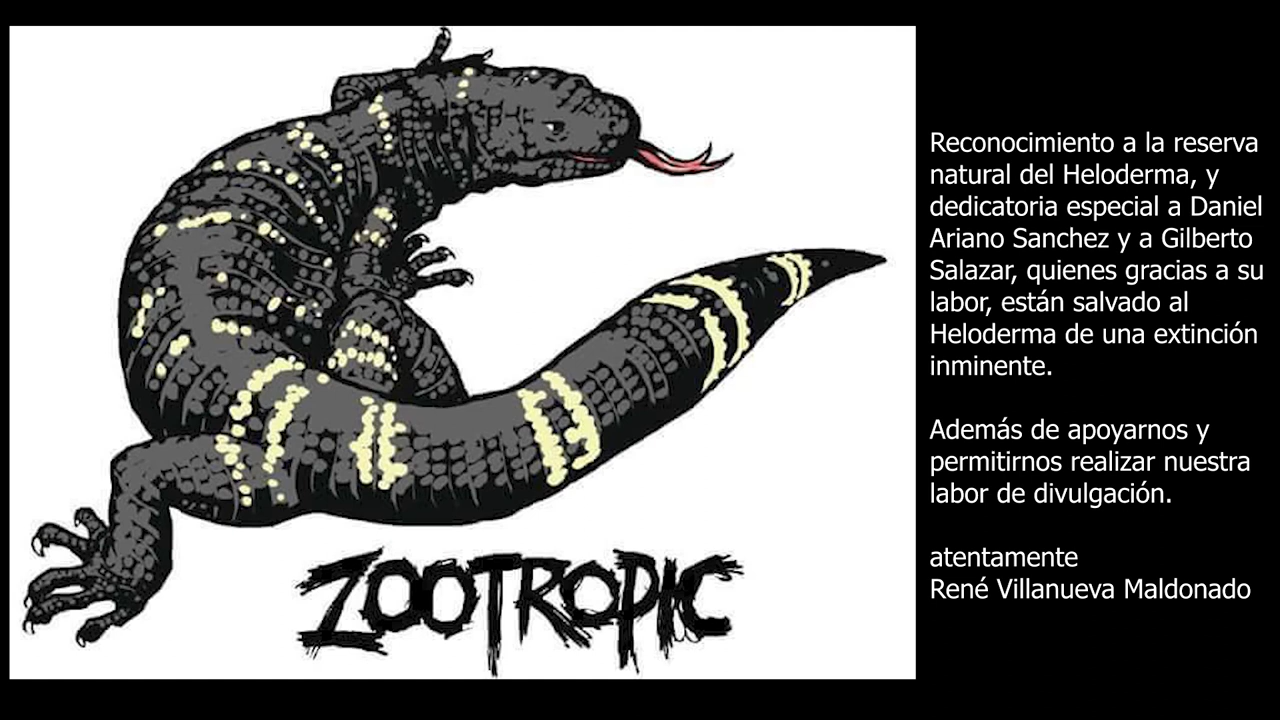 ZOOTROPIC
Reconocimiento a la reserva
natural del Heloderma, y
dedicatoria especial a Daniel
Ariano Sanchez y a Gilberto
Salazar, quienes gracias a su
labor, están salvado al
Heloderma de una extinción
inminente.
Además de apoyarnos y
permitirnos realizar nuestra
labor de divulgación.
atentamente
René Villanueva Maldonado